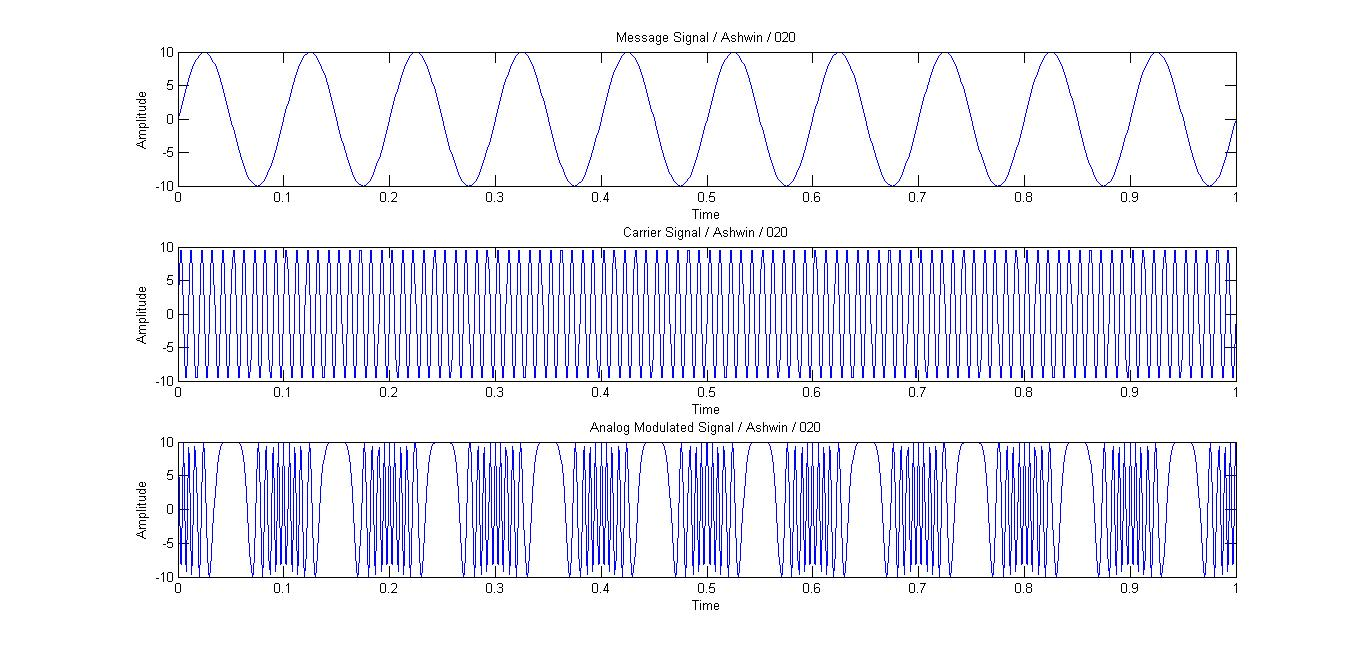 Message Signal / Ashwin / 020
10
5
0
-5
-10
Amplitude
0 0.1 0.2 0.3 0.4 0.5 0.6 0.7 0.8 0.9 1
Time
Carrier Signal / Ashwin / 020
10
5
0
-5
-10
Amplitude
0 0.1 0.2 0.3 0.4 0.5 0.6 0.7 0.8 0.9 1
Time
Analog Modulated Signal / Ashwin / 020
10
5
0
-5
-10
Amplitude
0 0.1 0.2 0.3 0.4 0.5 0.6 0.7 0.8 0.9 1
Time